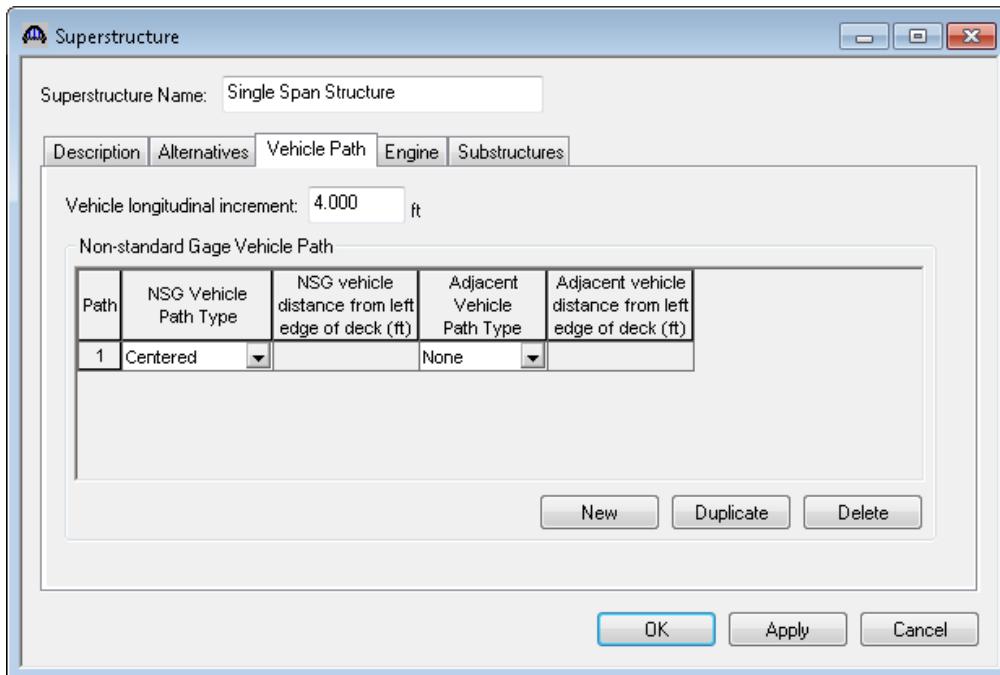 Superstructure
Superstructure Name: Single Span Structure
Description Alternatives Vehicle Path Engine Substructures
Vehicle longitudinal increment: 4.000 ft
Non-standard Gage Vehicle Path
Path
NSG Vehicle
Path Type
NSG vehicle
distance from left
edge of deck (ft)
Adjacent
Vehicle
Path Type
Adjacent vehicle
distance from left
edge of deck (ft)
1 Centered None
New Duplicate Delete
OK Apply Cancel